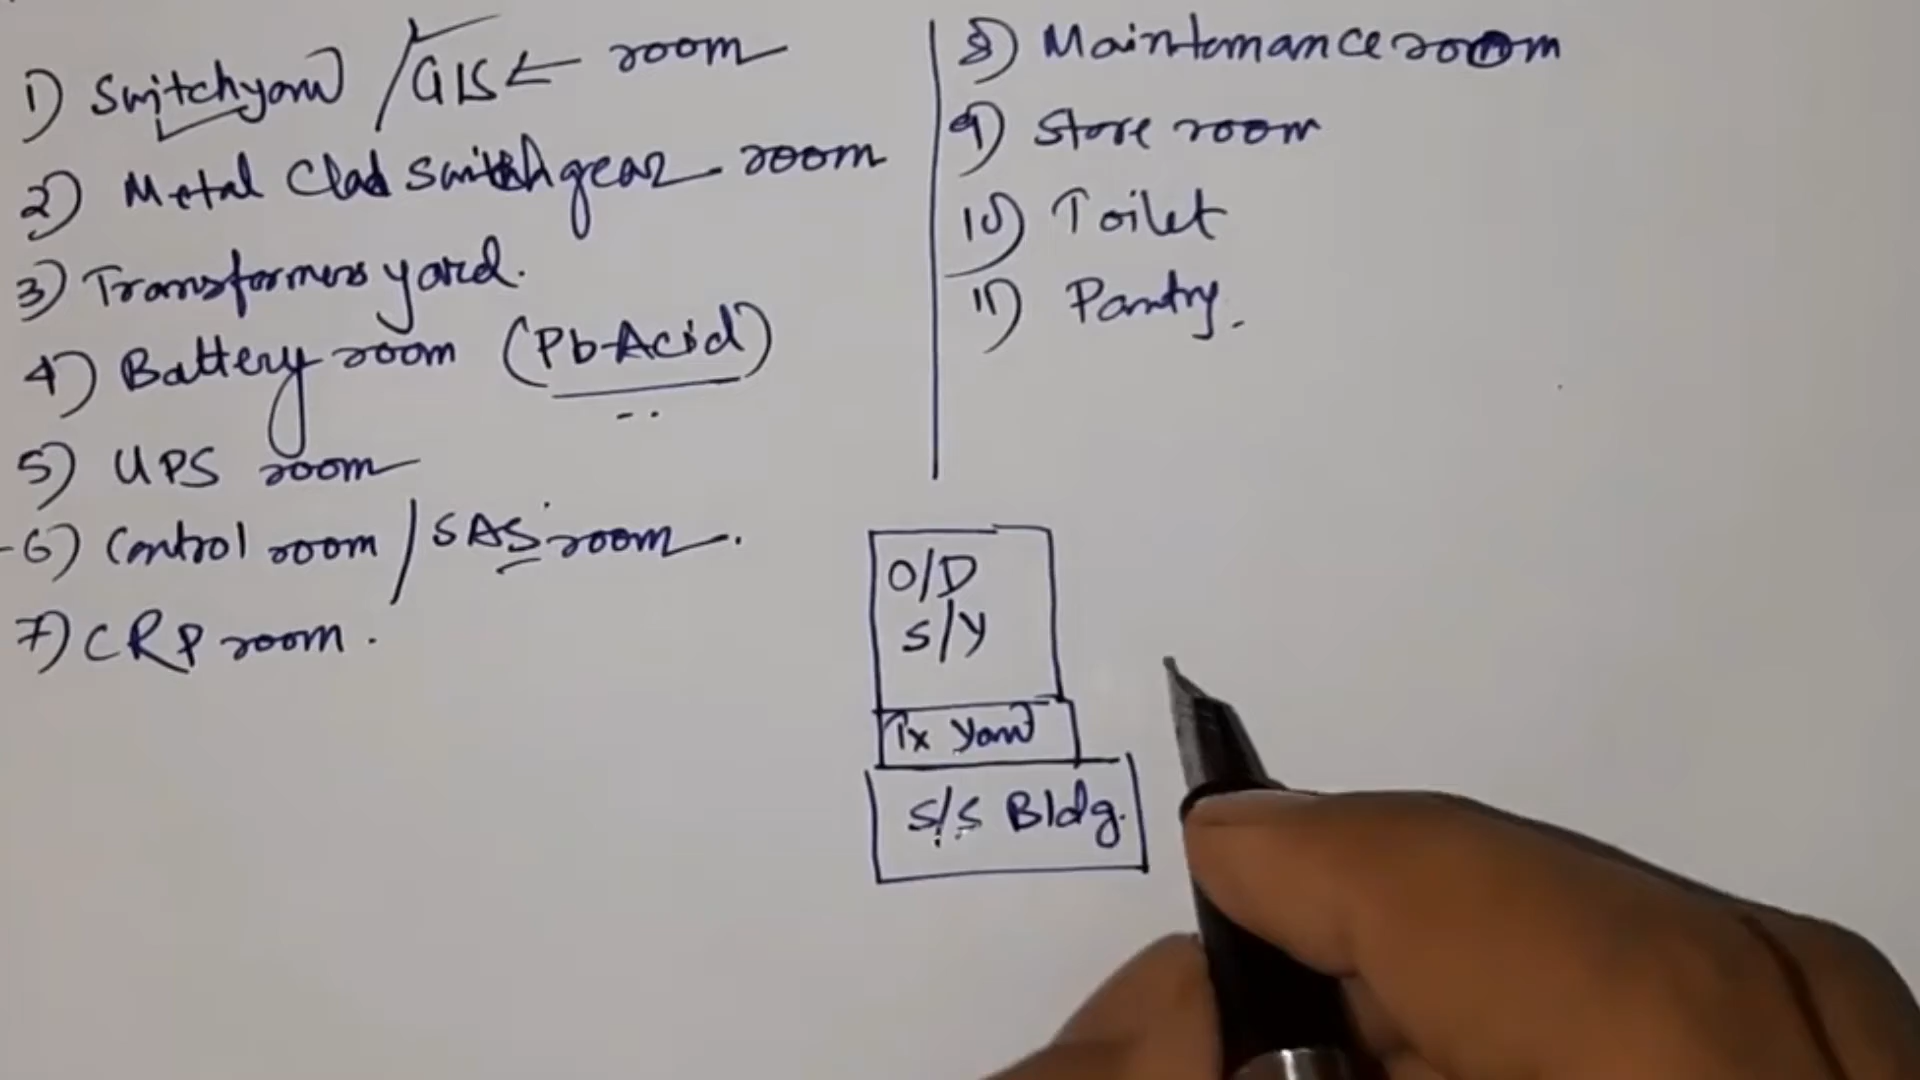 1) Switchyard / GIS ← room
2) Metal Clad Switchgear room
3) Transformers yard.
4) Battery room (Pb-Acid)
5) UPS room
6) Control room / SAS room.
7) CRP room.
8) Maintenance room
9) Store room
10) Toilet
11) Pantry.
O/D
S/Y
Tx Yard
S/S Bldg.